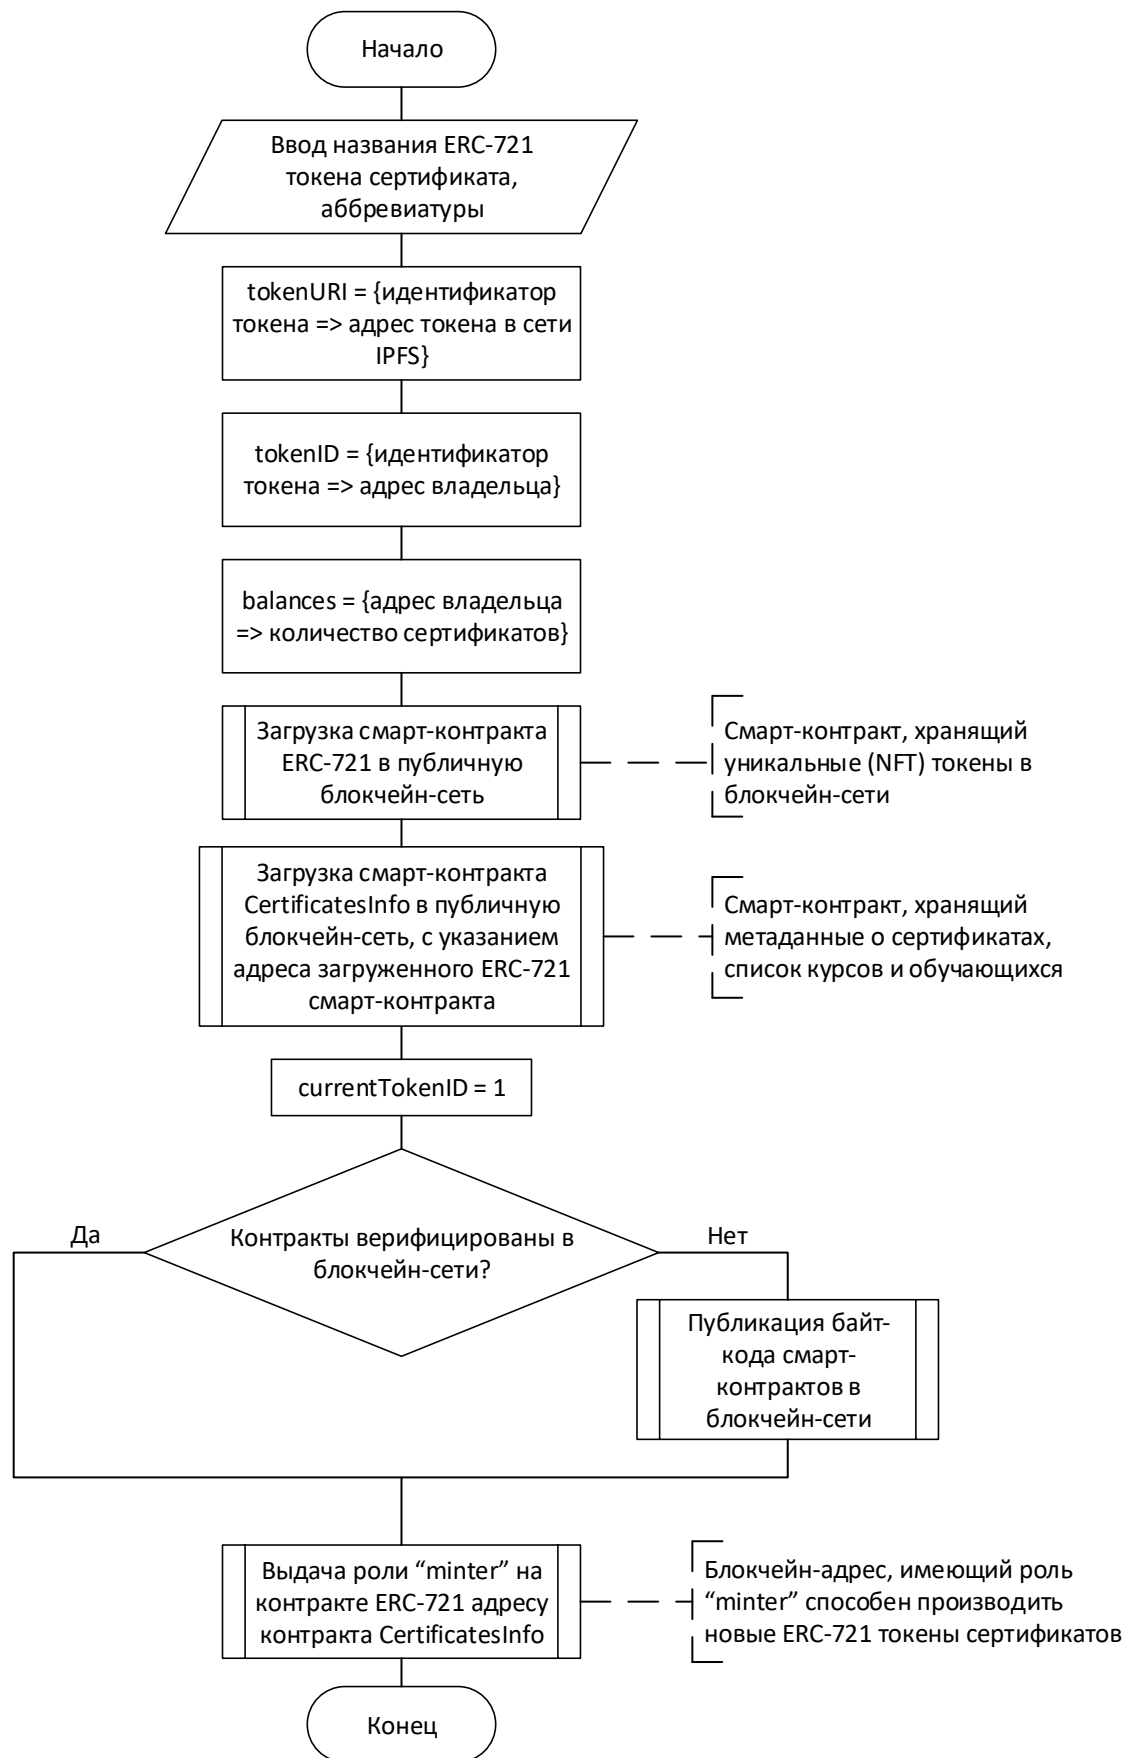 Начало
Ввод названия ERC-721
токена сертификата,
аббревиатуры
tokenURI = {идентификатор
токена => адрес токена в сети
IPFS}
tokenID = {идентификатор
токена => адрес владельца}
balances = {адрес владельца
=> количество сертификатов}
Загрузка смарт-контракта
ERC-721 в публичную
блокчейн-сеть
Смарт-контракт, хранящий
уникальные (NFT) токены в
блокчейн-сети
Загрузка смарт-контракта
CertificatesInfo в публичную
блокчейн-сеть, с указанием
адреса загруженного ERC-721
смарт-контракта
Смарт-контракт, хранящий
метаданные о сертификатах,
список курсов и обучающихся
currentTokenID = 1
Контракты верифицированы в
блокчейн-сети?
Да
Нет
Публикация байт-
кода смарт-
контрактов в
блокчейн-сети
Выдача роли “minter” на
контракте ERC-721 адресу
контракта CertificatesInfo
Блокчейн-адрес, имеющий роль
“minter” способен производить
новые ERC-721 токены сертификатов
Конец